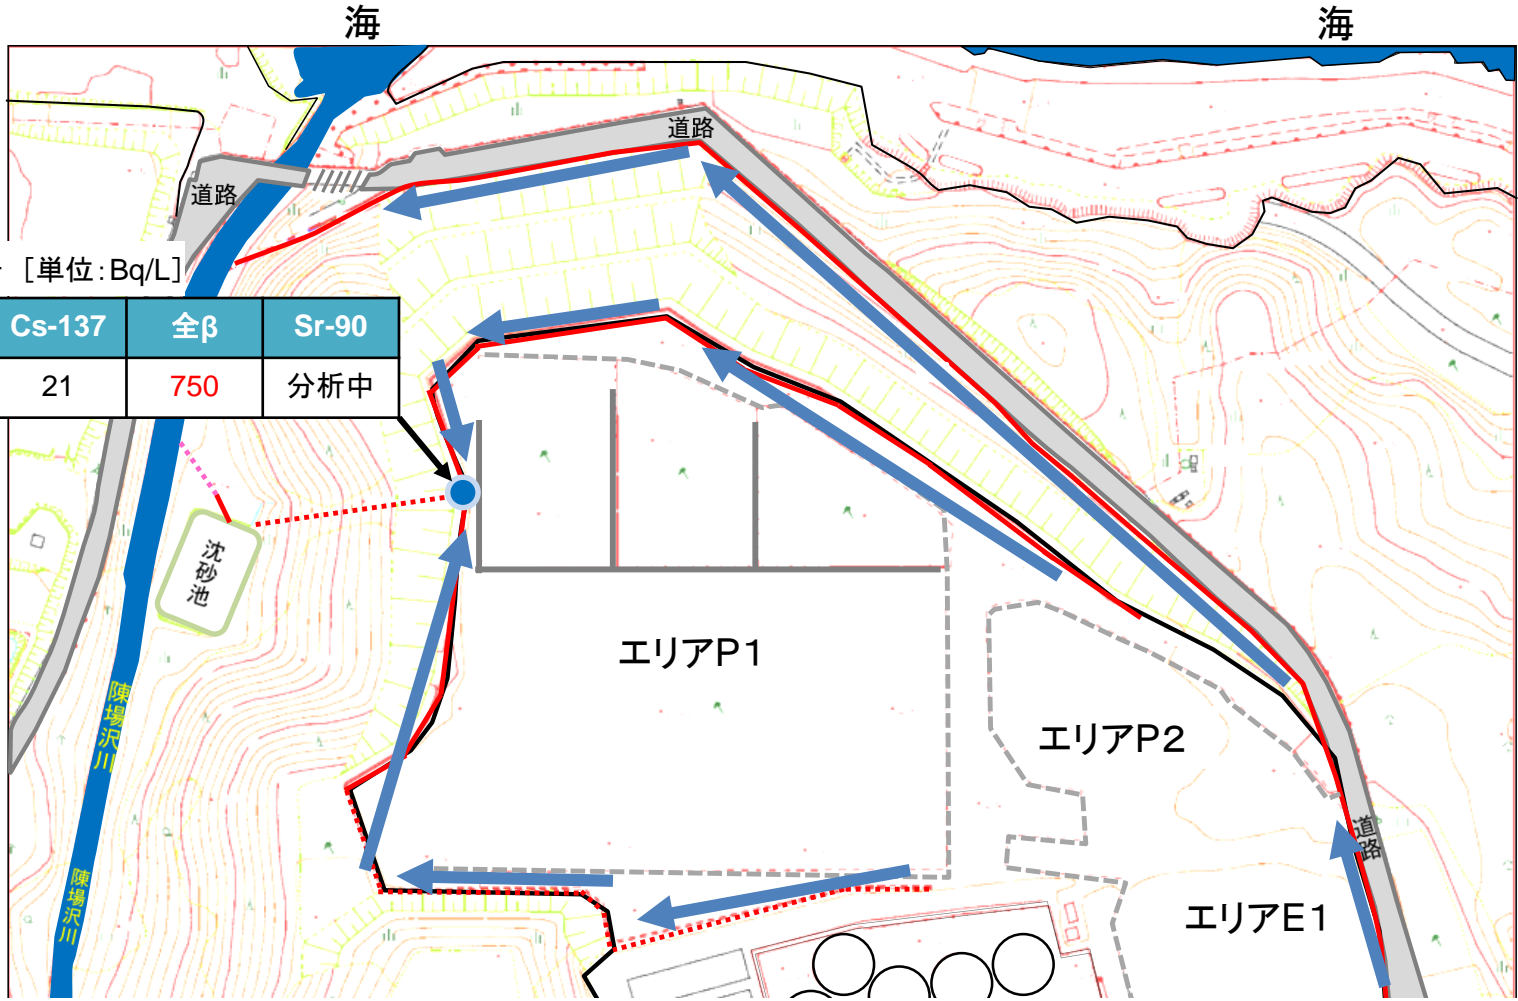 海
海
道路
道路
[単位:Bq/L]
Cs-137
全β
Sr-90
21
750
分析中
沈砂池
エリアP1
陳場沢川
エリアP2
道路
陳場沢川
エリアE1